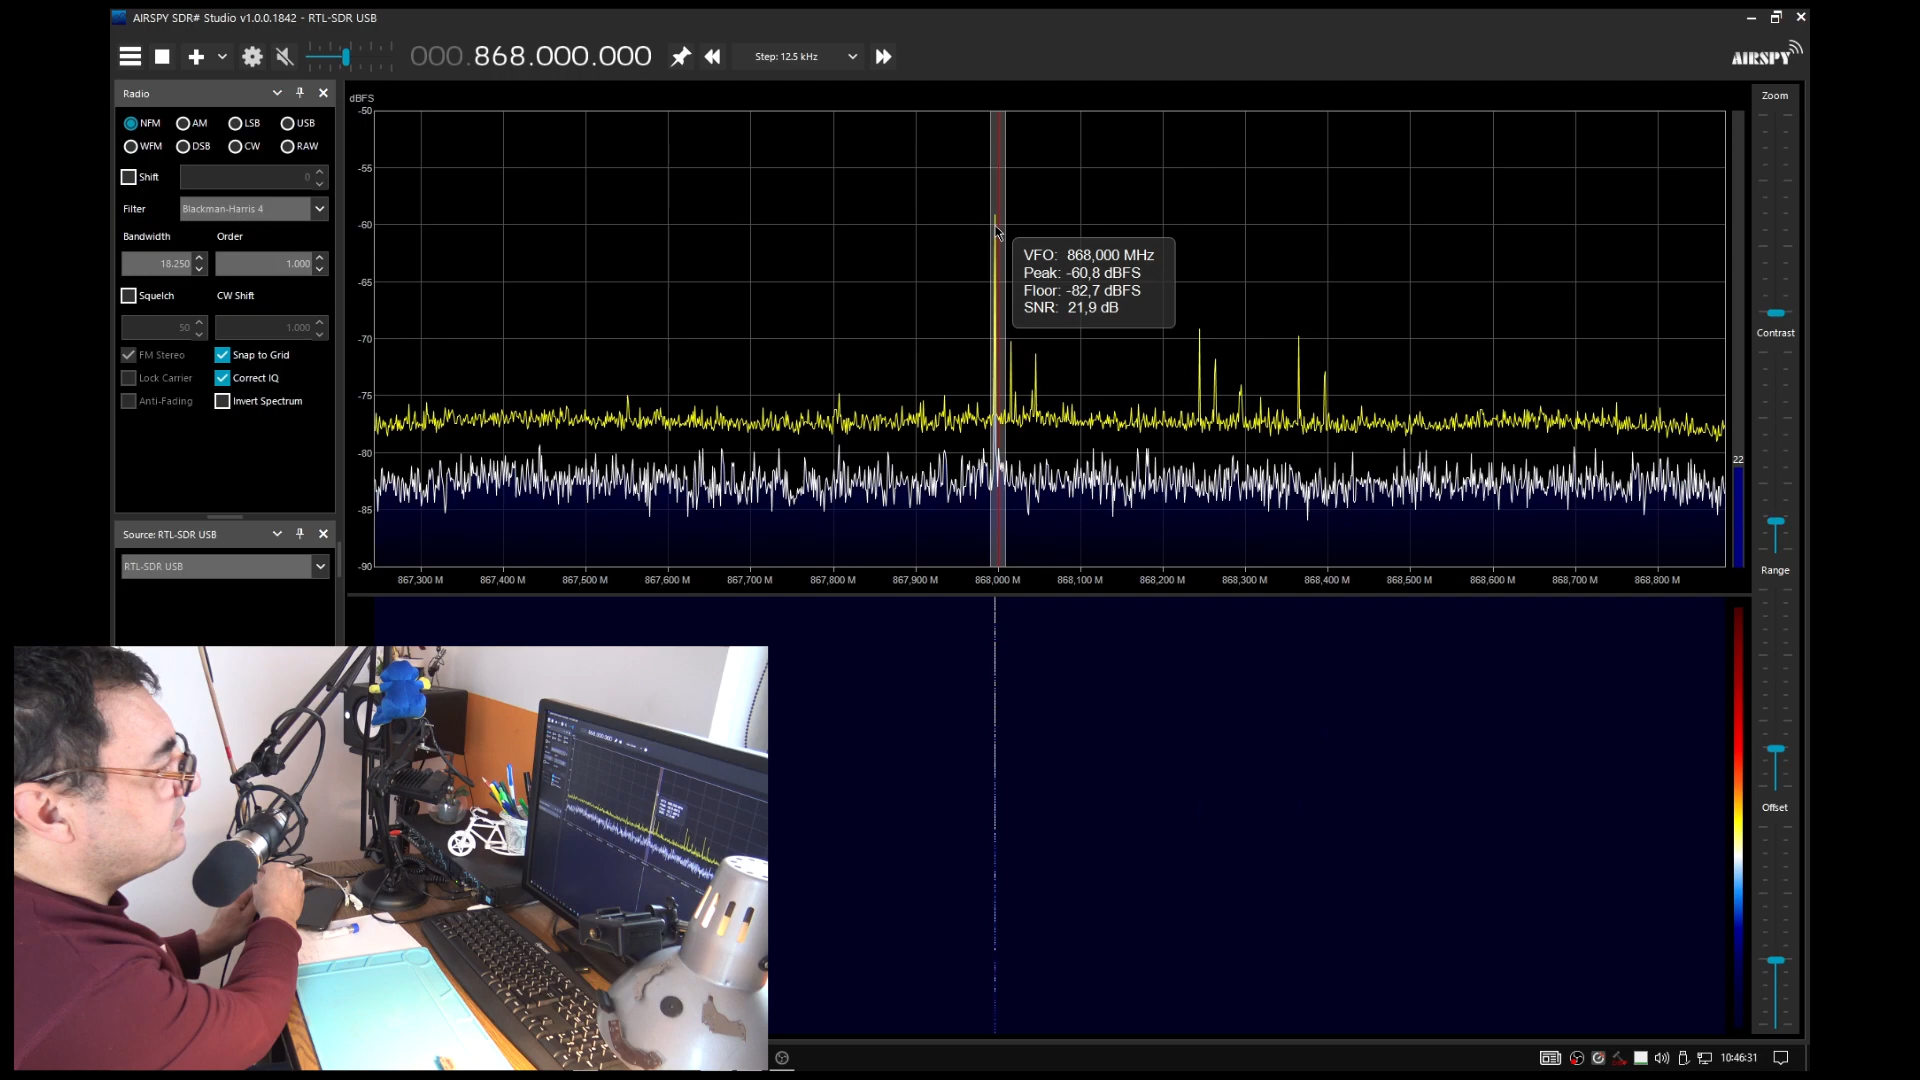 AIRSPY SDR# Studio v1.0.0.1842 - RTL-SDR USB
000.868.000.000
Step: 12.5 kHz
AIRSPY
Radio
NFM
AM
LSB
USB
WFM
DSB
CW
RAW
Shift
0
Filter
Blackman-Harris 4
Bandwidth
Order
18.250
1.000
Squelch
CW Shift
50
1.000
FM Stereo
Snap to Grid
Lock Carrier
Correct IQ
Anti-Fading
Invert Spectrum
Source: RTL-SDR USB
RTL-SDR USB
dBFS
-50
-55
-60
-65
-70
-75
-80
-85
-90
VFO: 868,000 MHz
Peak: -60,8 dBFS
Floor: -82,7 dBFS
SNR: 21,9 dB
22
867,300 M
867,400 M
867,500 M
867,600 M
867,700 M
867,800 M
867,900 M
868,000 M
868,100 M
868,200 M
868,300 M
868,400 M
868,500 M
868,600 M
868,700 M
868,800 M
Zoom
Contrast
Range
Offset
10:46:31